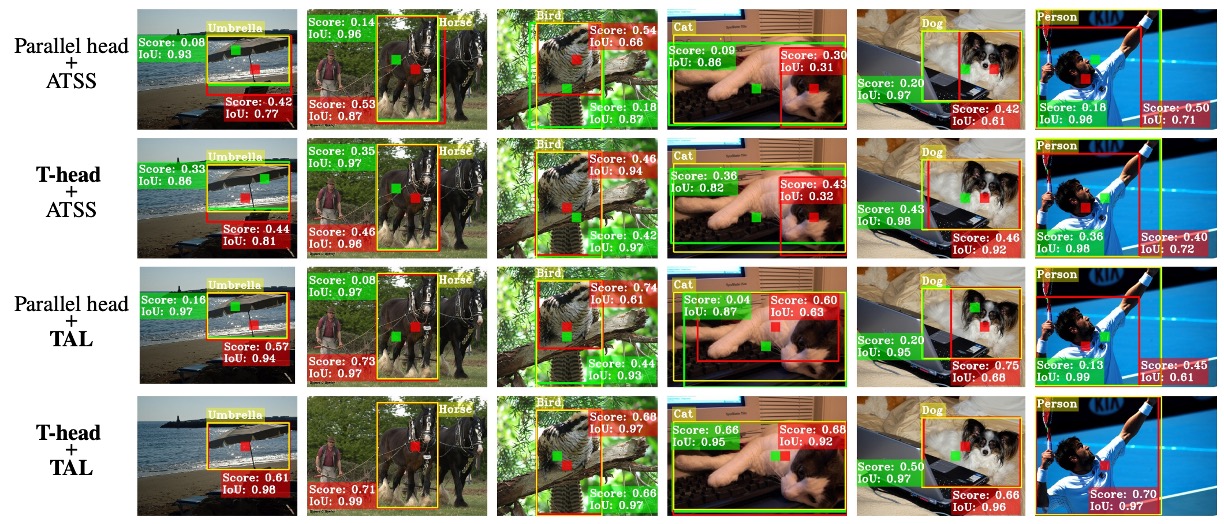 Parallel head
+
ATSS
Umbrella
Score: 0.08
IoU: 0.93
Score: 0.42
IoU: 0.77
Score: 0.14
IoU: 0.96
Horse
Score: 0.53
IoU: 0.87
Bird
Score: 0.54
IoU: 0.66
Score: 0.18
IoU: 0.87
Cat
Score: 0.09
IoU: 0.86
Score: 0.30
IoU: 0.31
Dog
Score: 0.20
IoU: 0.97
Score: 0.42
IoU: 0.61
Person
KIA
Score: 0.18
IoU: 0.96
Score: 0.50
IoU: 0.71
T-head
+
ATSS
Umbrella
Score: 0.33
IoU: 0.86
Score: 0.44
IoU: 0.81
Score: 0.35
IoU: 0.97
Horse
Score: 0.46
IoU: 0.96
Bird
Score: 0.46
IoU: 0.94
Score: 0.42
IoU: 0.97
Cat
Score: 0.36
IoU: 0.82
Score: 0.43
IoU: 0.32
Dog
Score: 0.43
IoU: 0.98
Score: 0.46
IoU: 0.92
Person
KIA
Score: 0.36
IoU: 0.98
Score: 0.40
IoU: 0.72
Parallel head
+
TAL
Umbrella
Score: 0.16
IoU: 0.97
Score: 0.57
IoU: 0.94
Score: 0.08
IoU: 0.97
Horse
Score: 0.73
IoU: 0.97
Bird
Score: 0.74
IoU: 0.61
Score: 0.44
IoU: 0.93
Cat
Score: 0.04
IoU: 0.87
Score: 0.60
IoU: 0.63
Dog
Score: 0.20
IoU: 0.95
Score: 0.75
IoU: 0.68
Person
KIA
Score: 0.13
IoU: 0.99
Score: 0.45
IoU: 0.61
T-head
+
TAL
Umbrella
Score: 0.61
IoU: 0.98
Horse
Score: 0.71
IoU: 0.99
Bird
Score: 0.68
IoU: 0.97
Score: 0.66
IoU: 0.97
Cat
Score: 0.66
IoU: 0.95
Score: 0.68
IoU: 0.92
Dog
Score: 0.50
IoU: 0.97
Score: 0.66
IoU: 0.96
Person
KIA
Score: 0.70
IoU: 0.97